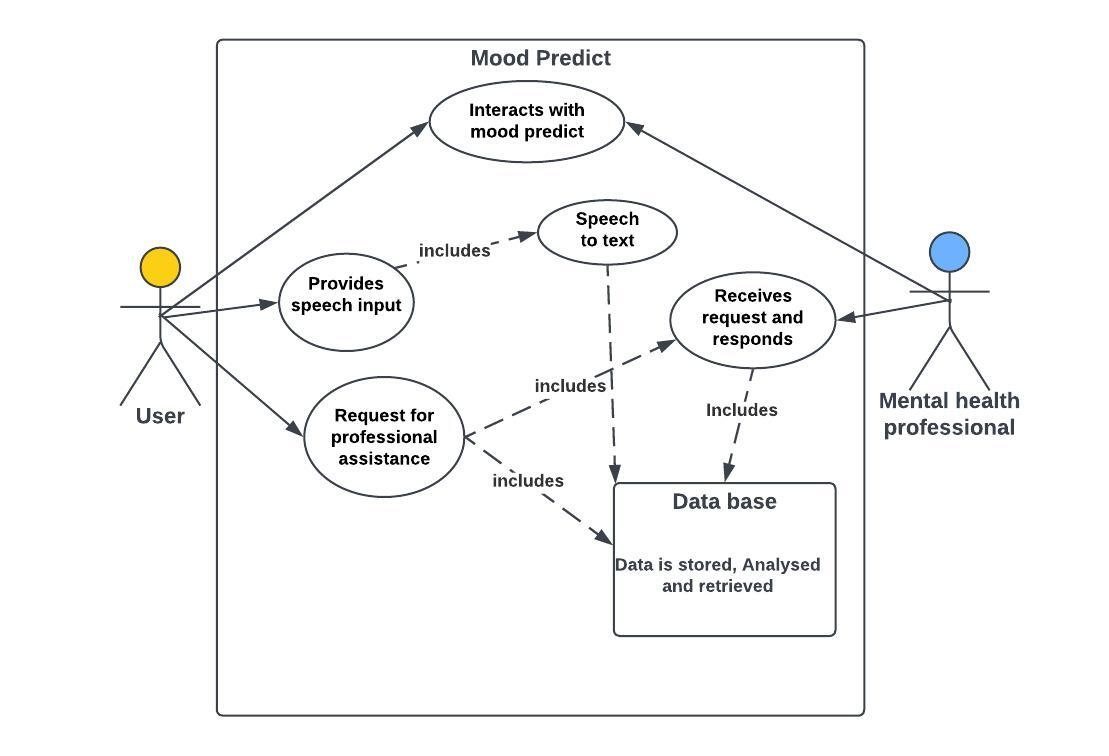 Mood Predict
Interacts with
mood predict
Speech
to text
includes
Provides
speech input
Receives
request and
responds
includes
Includes
Request for
professional
assistance
User
Mental health
professional
includes
Data base
Data is stored, Analysed
and retrieved